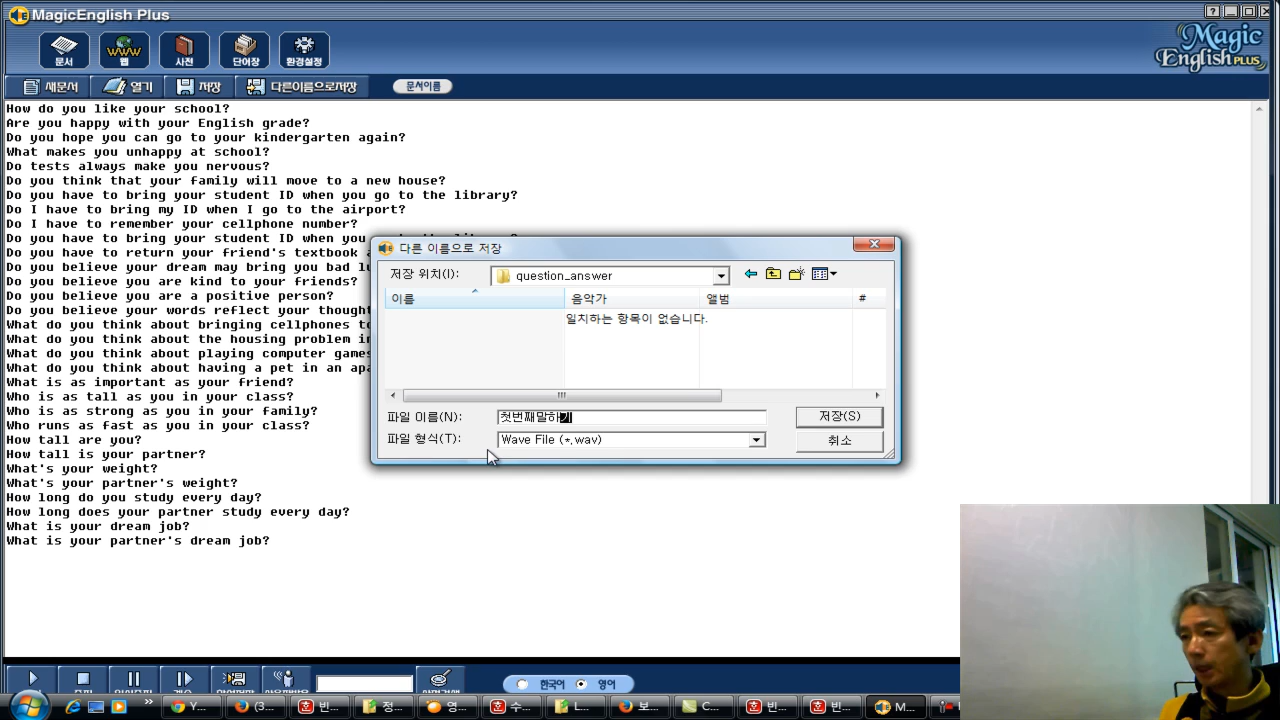 MagicEnglish Plus
문서
웹
사전
단어장
환경설정
Magic
English PLUS
새문서
열기
저장
다른이름으로저장
문서이름
How do you like your school?
Are you happy with your English grade?
Do you hope you can go to your kindergarten again?
What makes you unhappy at school?
Do tests always make you nervous?
Do you think that your family will move to a new house?
Do you have to bring your student ID when you go to the library?
Do I have to bring my ID when I go to the airport?
Do I have to remember your cellphone number?
Do you have to bring your student ID when you
Do you have to return your friend's textbook
Do you believe your dream may bring you bad
Do you believe you are kind to your friends?
Do you believe you are a positive person?
Do you believe your words reflect your
What do you think about bringing cellphones
What do you think about the housing problem
What do you think about playing computer games
What do you think about having a pet in an
What is as important as your friend?
Who is as tall as you in your class?
Who is as strong as you in your family?
Who runs as fast as you in your class?
How tall are you?
How tall is your partner?
What's your weight?
What's your partner's weight?
How long do you study every day?
How long does your partner study every day?
What is your dream job?
What is your partner's dream job?
다른 이름으로 저장
저장 위치(I):
question_answer
이름
음악가
앨범
#
일치하는 항목이 없습니다.
파일 이름(N):
첫번째말하기
저장(S)
파일 형식(T):
Wave File (*.wav)
취소
한국어
영어
Y...
(3...
빈...
정...
영...
수...
L...
보...
C...
빈...
빈...
M...